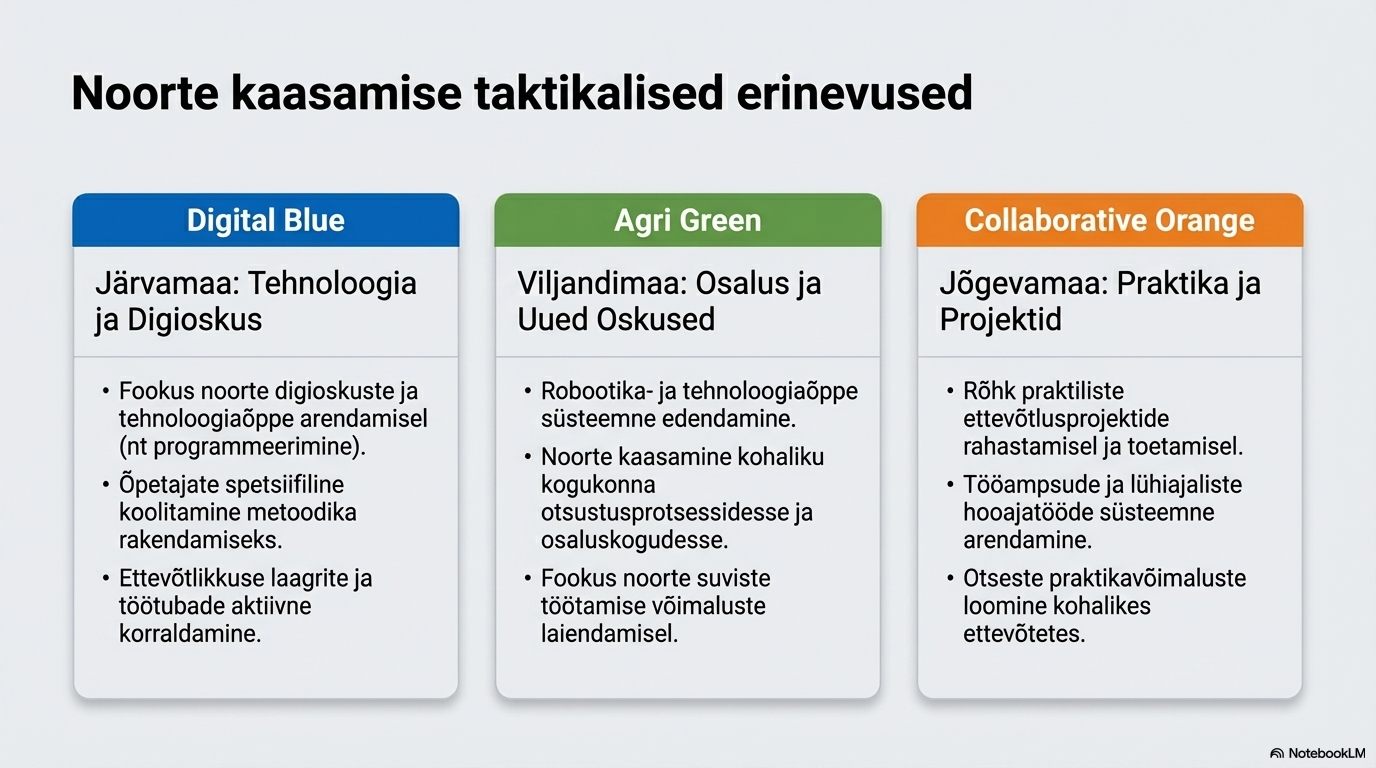 Noorte kaasamise taktikalised erinevused
Digital Blue
Järvamaa: Tehnoloogia
ja Digioskus
• Fookus noorte digioskuste ja
tehnoloogiaõppe arendamisel
(nt programmeerimine).
• Õpetajate spetsiifiline
koolitamine metoodika
rakendamiseks.
• Ettevõtlikkuse laagrite ja
töötubade aktiivne
korraldamine.
Agri Green
Viljandimaa: Osalus ja
Uued Oskused
• Robootika- ja tehnoloogiaõppe
süsteemne edendamine.
• Noorte kaasamine kohaliku
kogukonna
otsustusprotsessidesse ja
osaluskogudesse.
• Fookus noorte suviste
töötamise võimaluste
laiendamisel.
Collaborative Orange
Jõgevamaa: Praktika ja
Projektid
• Rõhk praktiliste
ettevõtlusprojektide
rahastamisel ja toetamisel.
• Tööampsude ja lühiajaliste
hooajatööde süsteemne
arendamine.
• Otseste praktikavõimaluste
loomine kohalikes
ettevõtetes.
NotebookLM